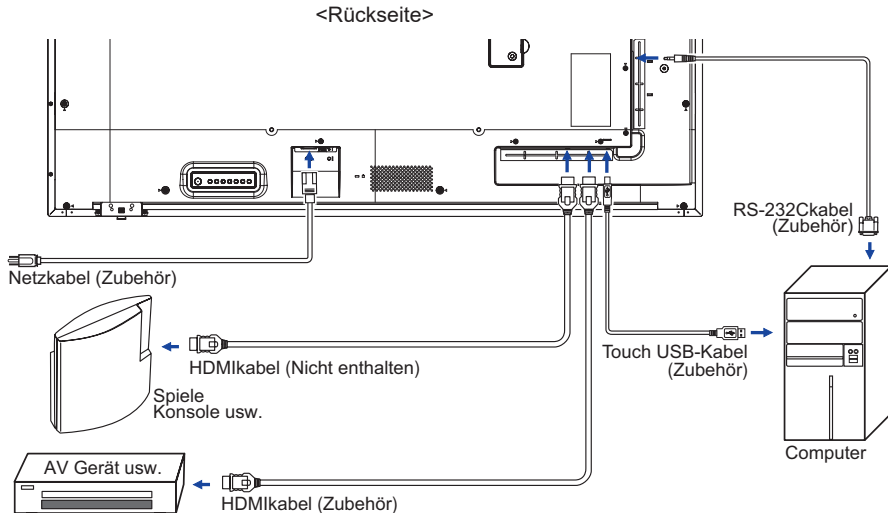 <Rückseite>
RS-232Ckabel
(Zubehör)
Netzkabel (Zubehör)
HDMIkabel (Nicht enthalten)
Touch USB-Kabel
(Zubehör)
Spiele
Konsole usw.
Computer
AV Gerät usw.
HDMIkabel (Zubehör)